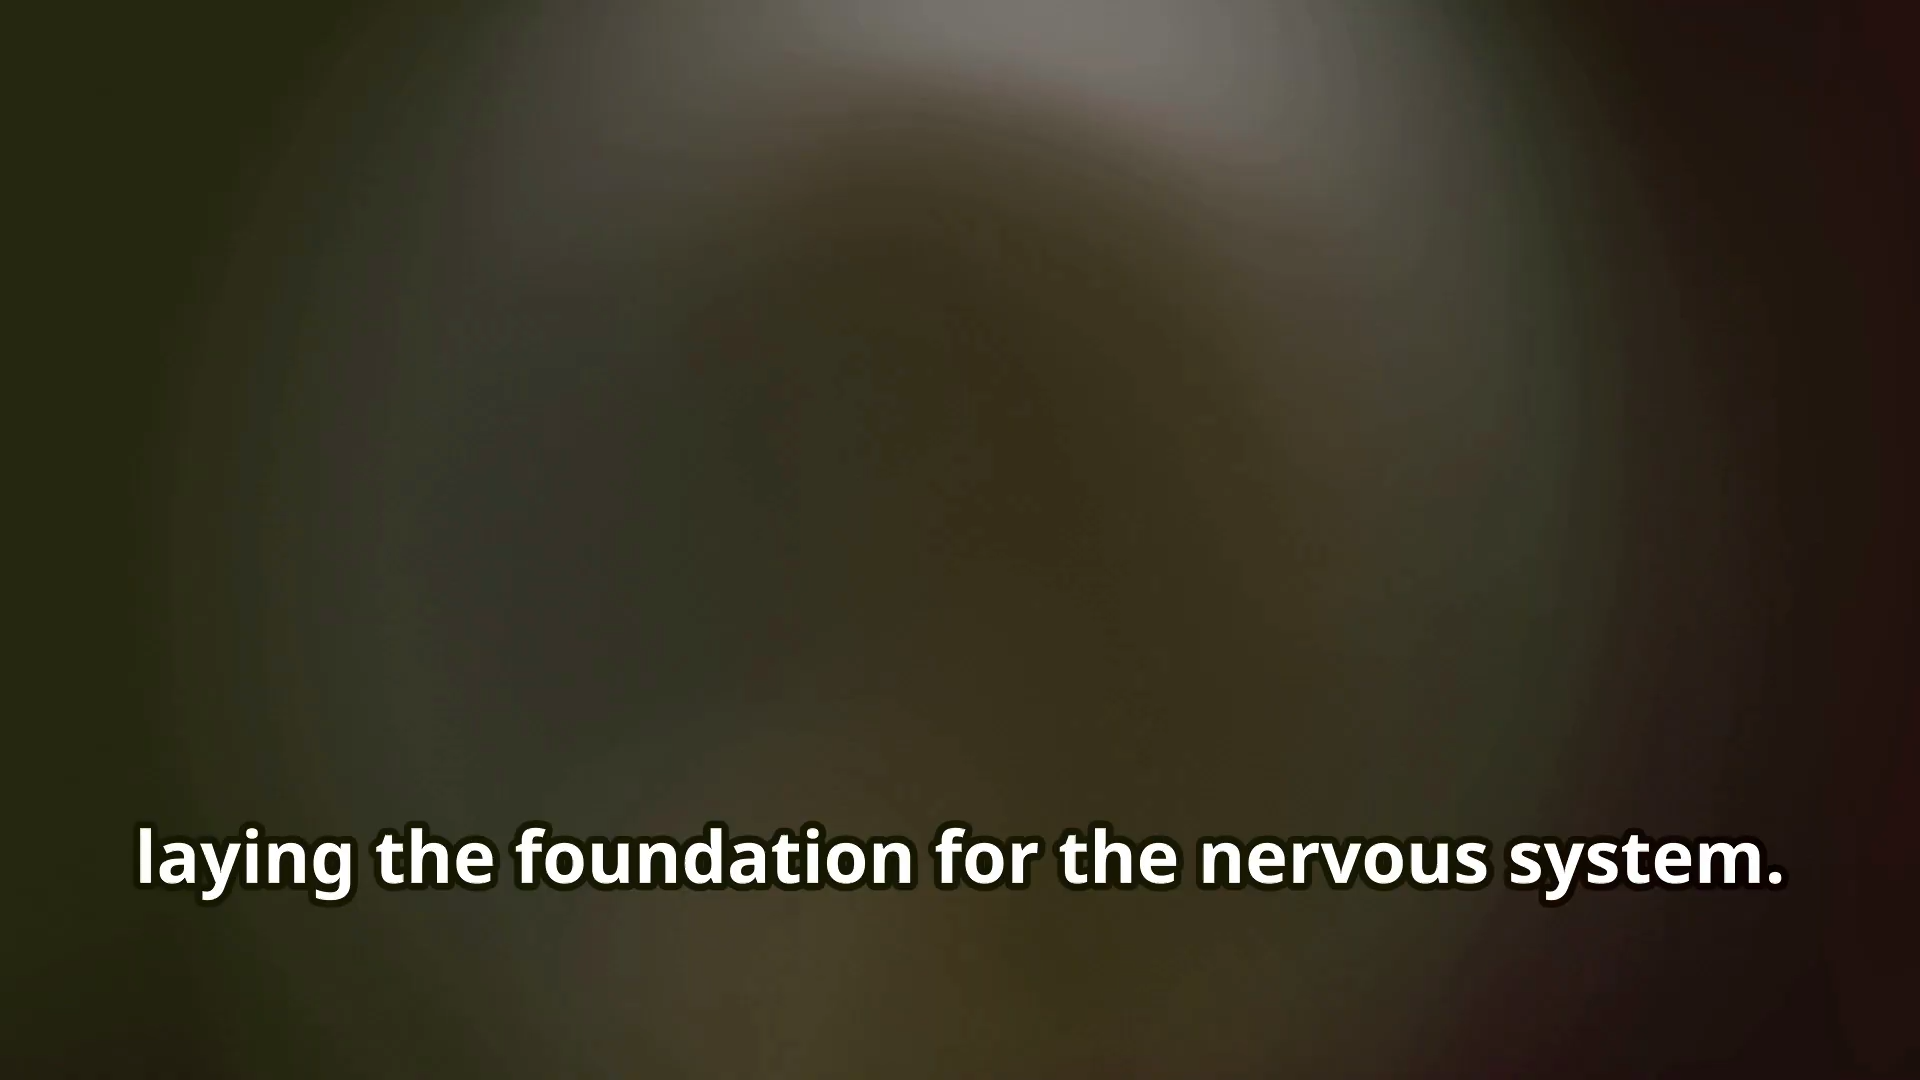 laying the foundation for the nervous system.